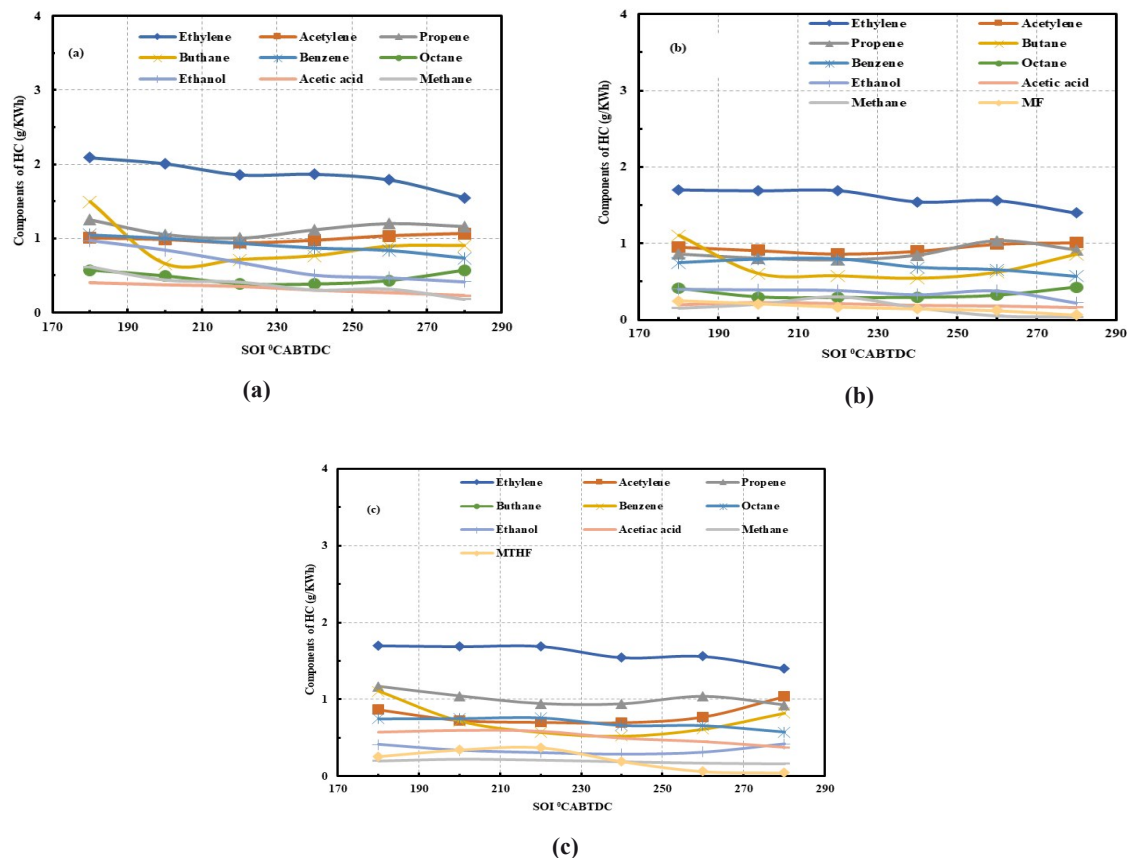 4
3
2
1
0
170 190 210 230 250 270 290
Components of HC (g/KWh)
SOI ⁰CABTDC
(a)
Ethylene Acetylene Propene
Buthane Benzene Octane
Ethanol Acetic acid Methane
(a)
4
3
2
1
0
170 190 210 230 250 270 290
Components of HC (g/KWh)
SOI ⁰CABTDC
(b)
Ethylene Acetylene
Propene Butane
Benzene Octane
Ethanol Acetic acid
Methane MF
(b)
4
3
2
1
0
170 190 210 230 250 270 290
Components of HC (g/KWh)
SOI ⁰CABTDC
(c)
Ethylene Acetylene Propene
Buthane Benzene Octane
Ethanol Acetiac acid Methane
MTHF
(c)